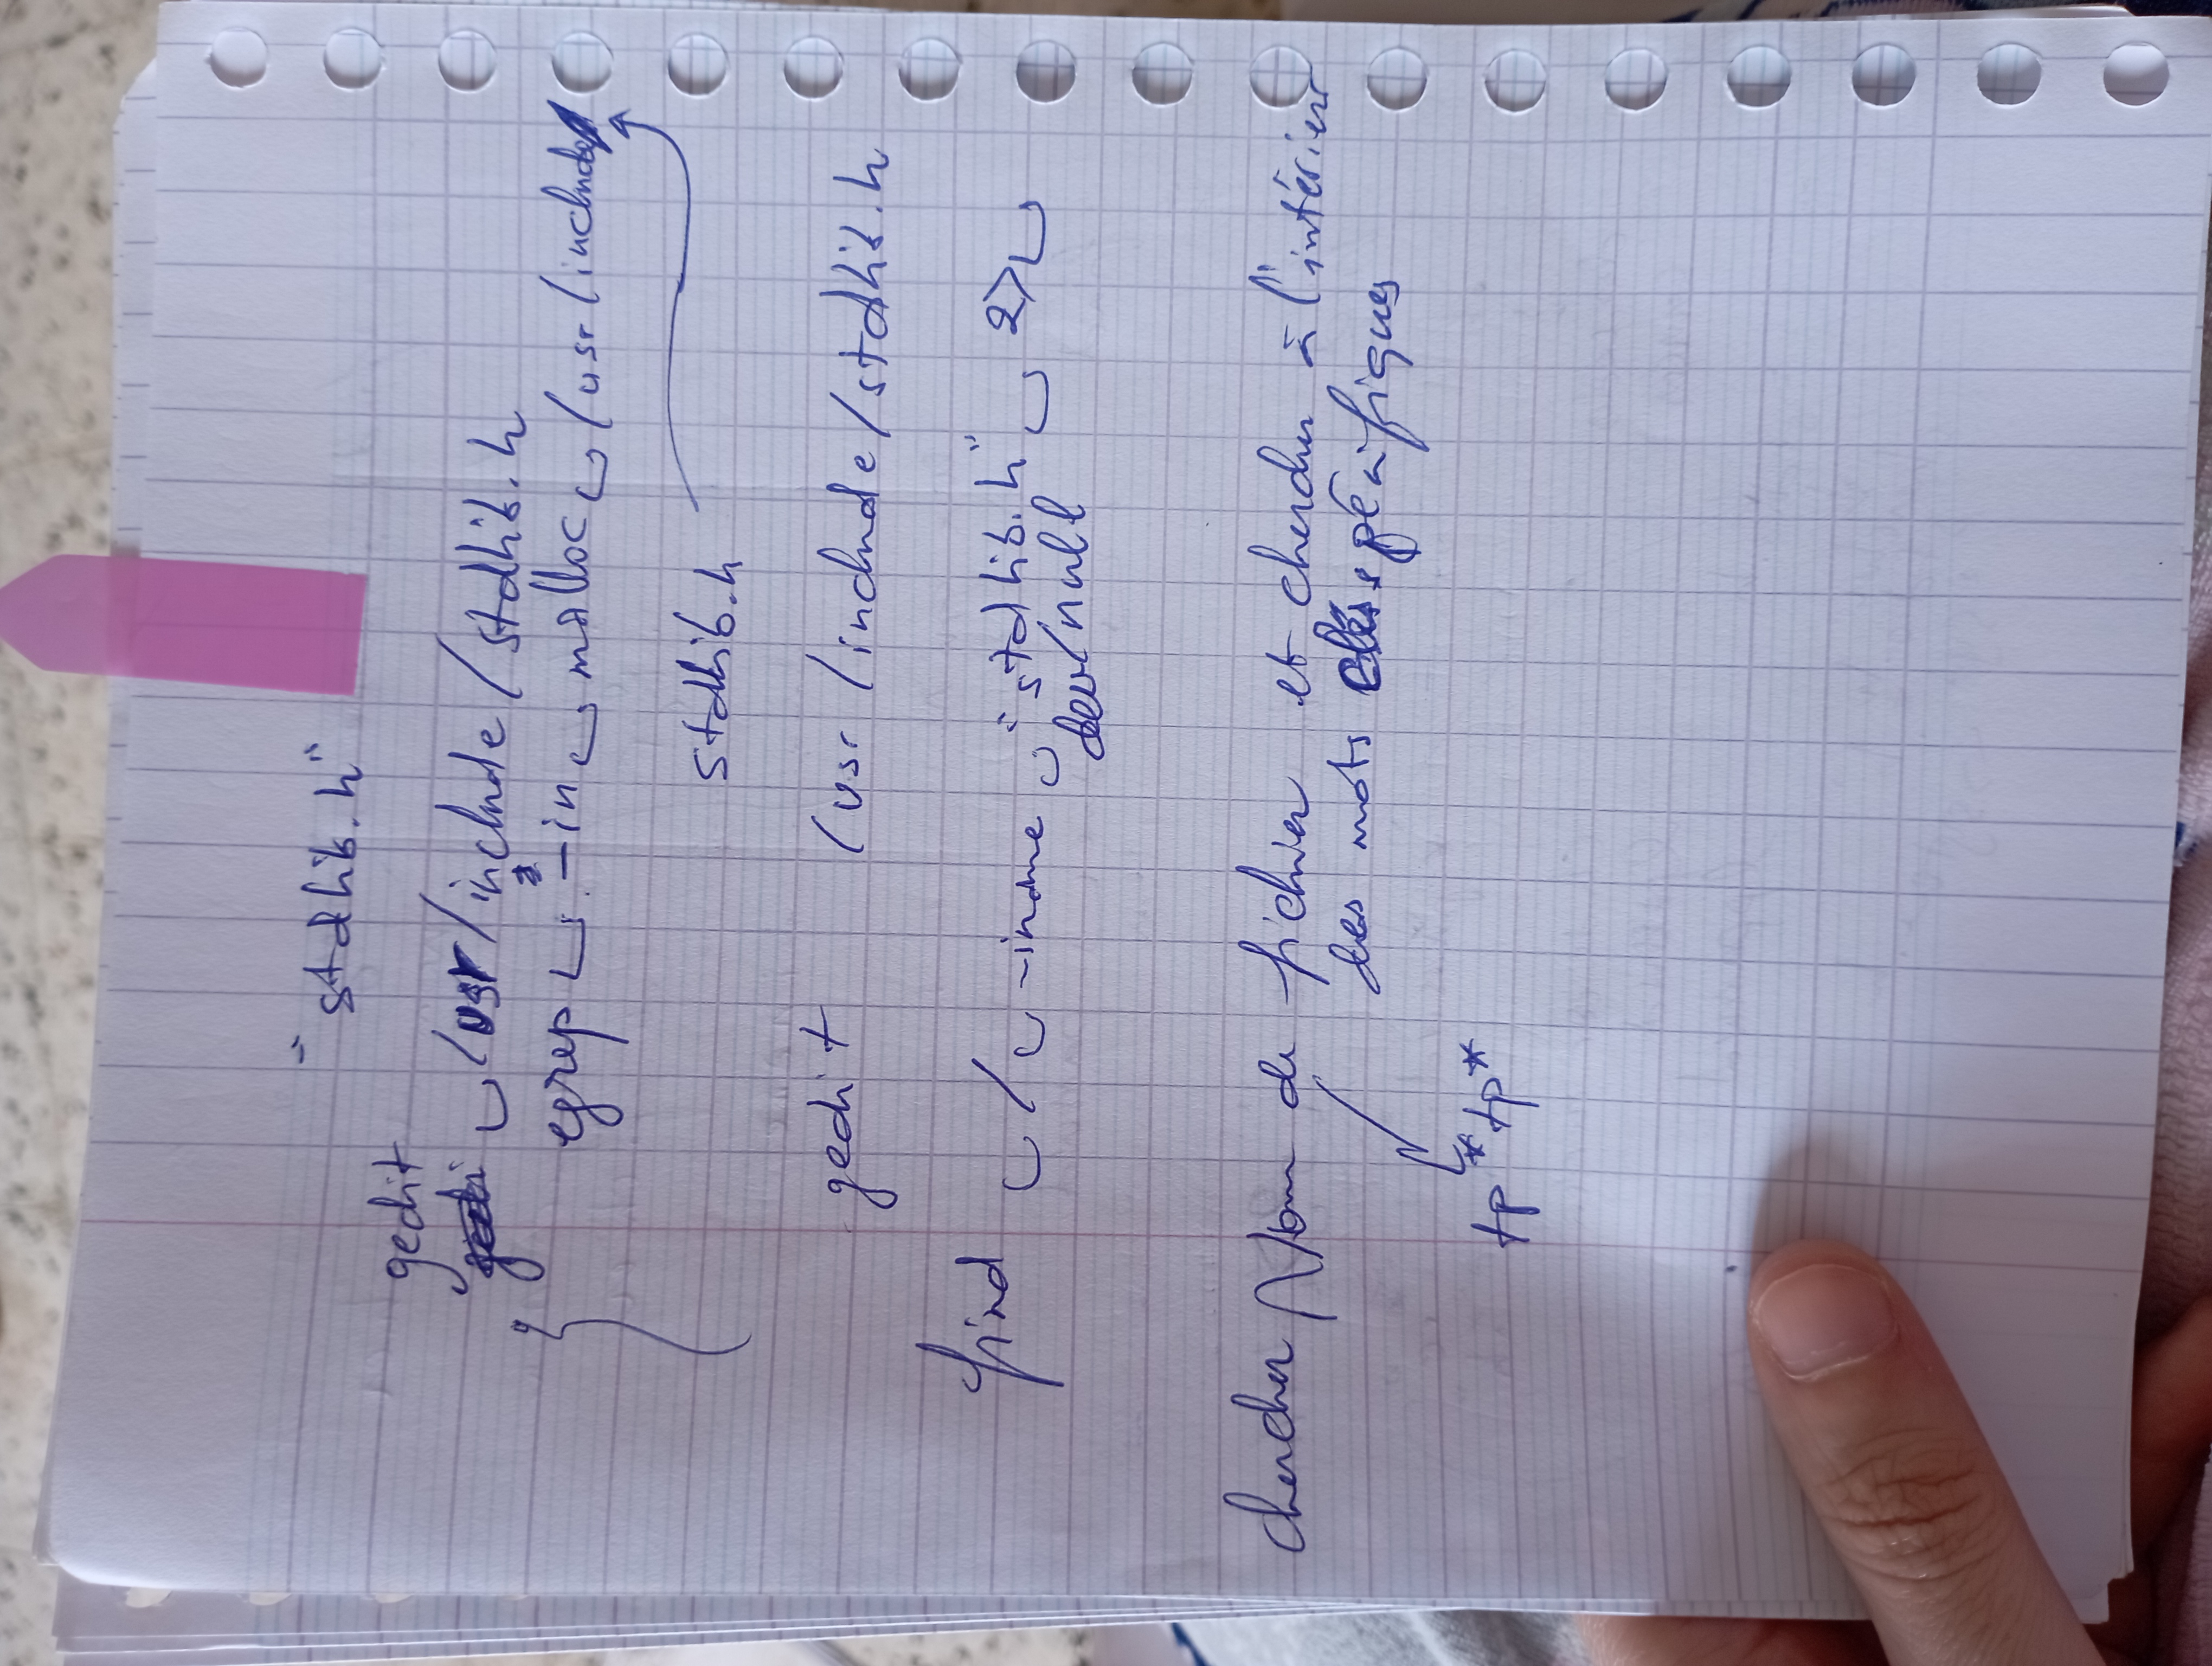 "stdlib.h"
gedit
gedi ␣ /usr/include/stdlib.h
egrep ␣ -in ␣ malloc ␣ /usr/include/
stdlib.h
gedit /usr/include/stdlib.h
find ␣ / ␣ -iname ␣ "stdlib.h" ␣ 2> ␣
dev/null
chercher Nom de fichier et chercher à l'intérieur
des mots clés spécifiques
tp* tp*